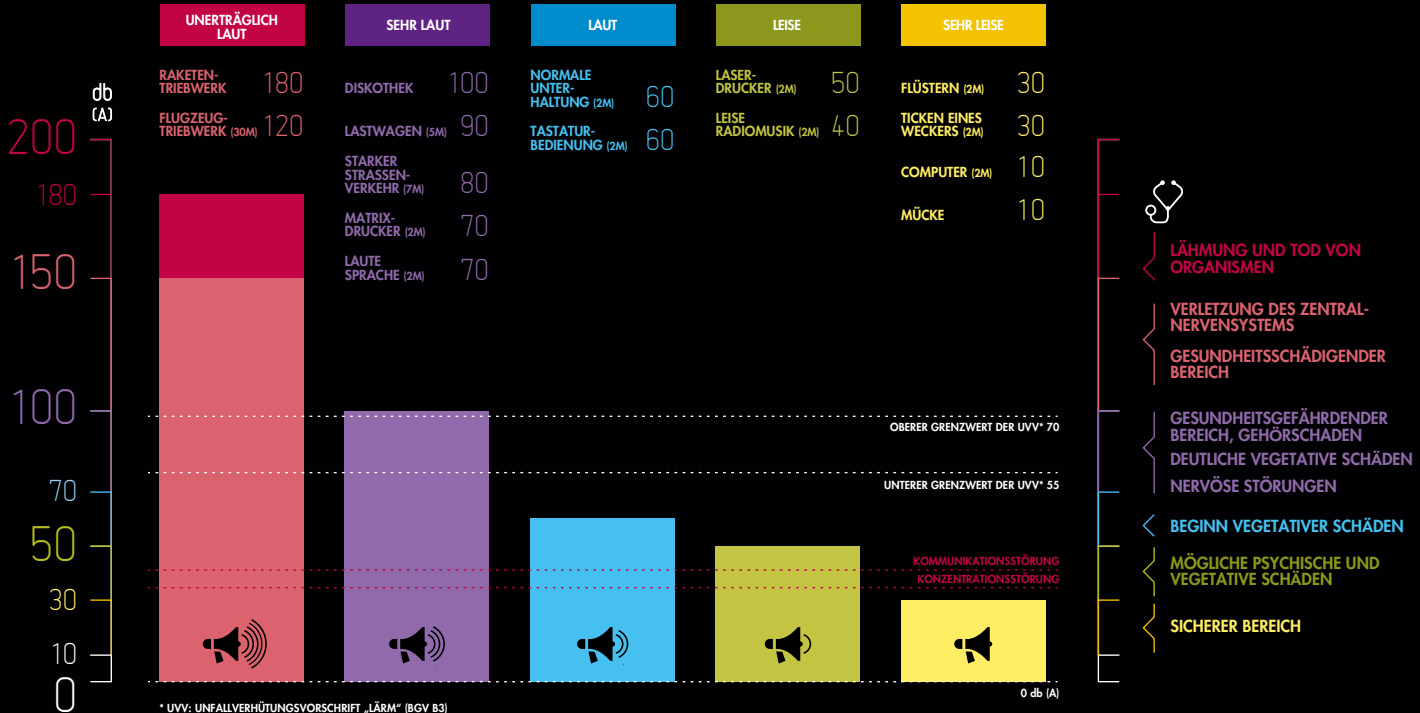 UNERTRÄGLICH
LAUT
SEHR LAUT
LAUT
LEISE
SEHR LEISE
db
(A)
200
180
150
100
70
50
30
10
0
RAKETEN-
TRIEBWERK 180
FLUGZEUG-
TRIEBWERK (30M) 120
DISKOTHEK 100
LASTWAGEN (5M) 90
STARKER
STRASSEN-
VERKEHR (7M) 80
MATRIX-
DRUCKER (2M) 70
LAUTE
SPRACHE (2M) 70
NORMALE
UNTER-
HALTUNG (2M) 60
TASTATUR-
BEDIENUNG (2M) 60
LASER-
DRUCKER (2M) 50
LEISE
RADIOMUSIK (2M) 40
FLÜSTERN (2M) 30
TICKEN EINES
WECKERS (2M) 30
COMPUTER (2M) 10
MÜCKE 10
OBERER GRENZWERT DER UVV* 70
UNTERER GRENZWERT DER UVV* 55
KOMMUNIKATIONSSTÖRUNG
KONZENTRATIONSSTÖRUNG
0 db (A)
LÄHMUNG UND TOD VON
ORGANISMEN
VERLETZUNG DES ZENTRAL-
NERVENSYSTEMS
GESUNDHEITSSCHÄDIGENDER
BEREICH
GESUNDHEITSGEFÄHRDENDER
BEREICH, GEHÖRSCHADEN
DEUTLICHE VEGETATIVE SCHÄDEN
NERVÖSE STÖRUNGEN
BEGINN VEGETATIVER SCHÄDEN
MÖGLICHE PSYCHISCHE UND
VEGETATIVE SCHÄDEN
SICHERER BEREICH
* UVV: UNFALLVERHÜTUNGSVORSCHRIFT „LÄRM“ (BGV B3)